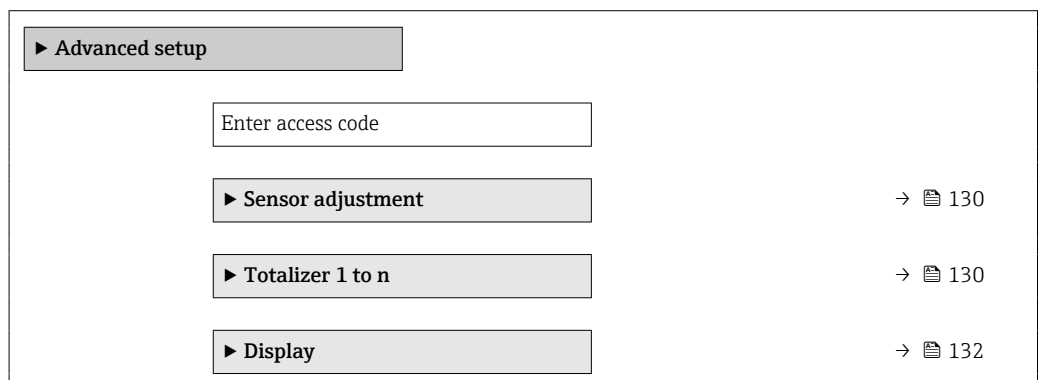 ▶ Advanced setup
Enter access code
▶ Sensor adjustment → 130
▶ Totalizer 1 to n → 130
▶ Display → 132